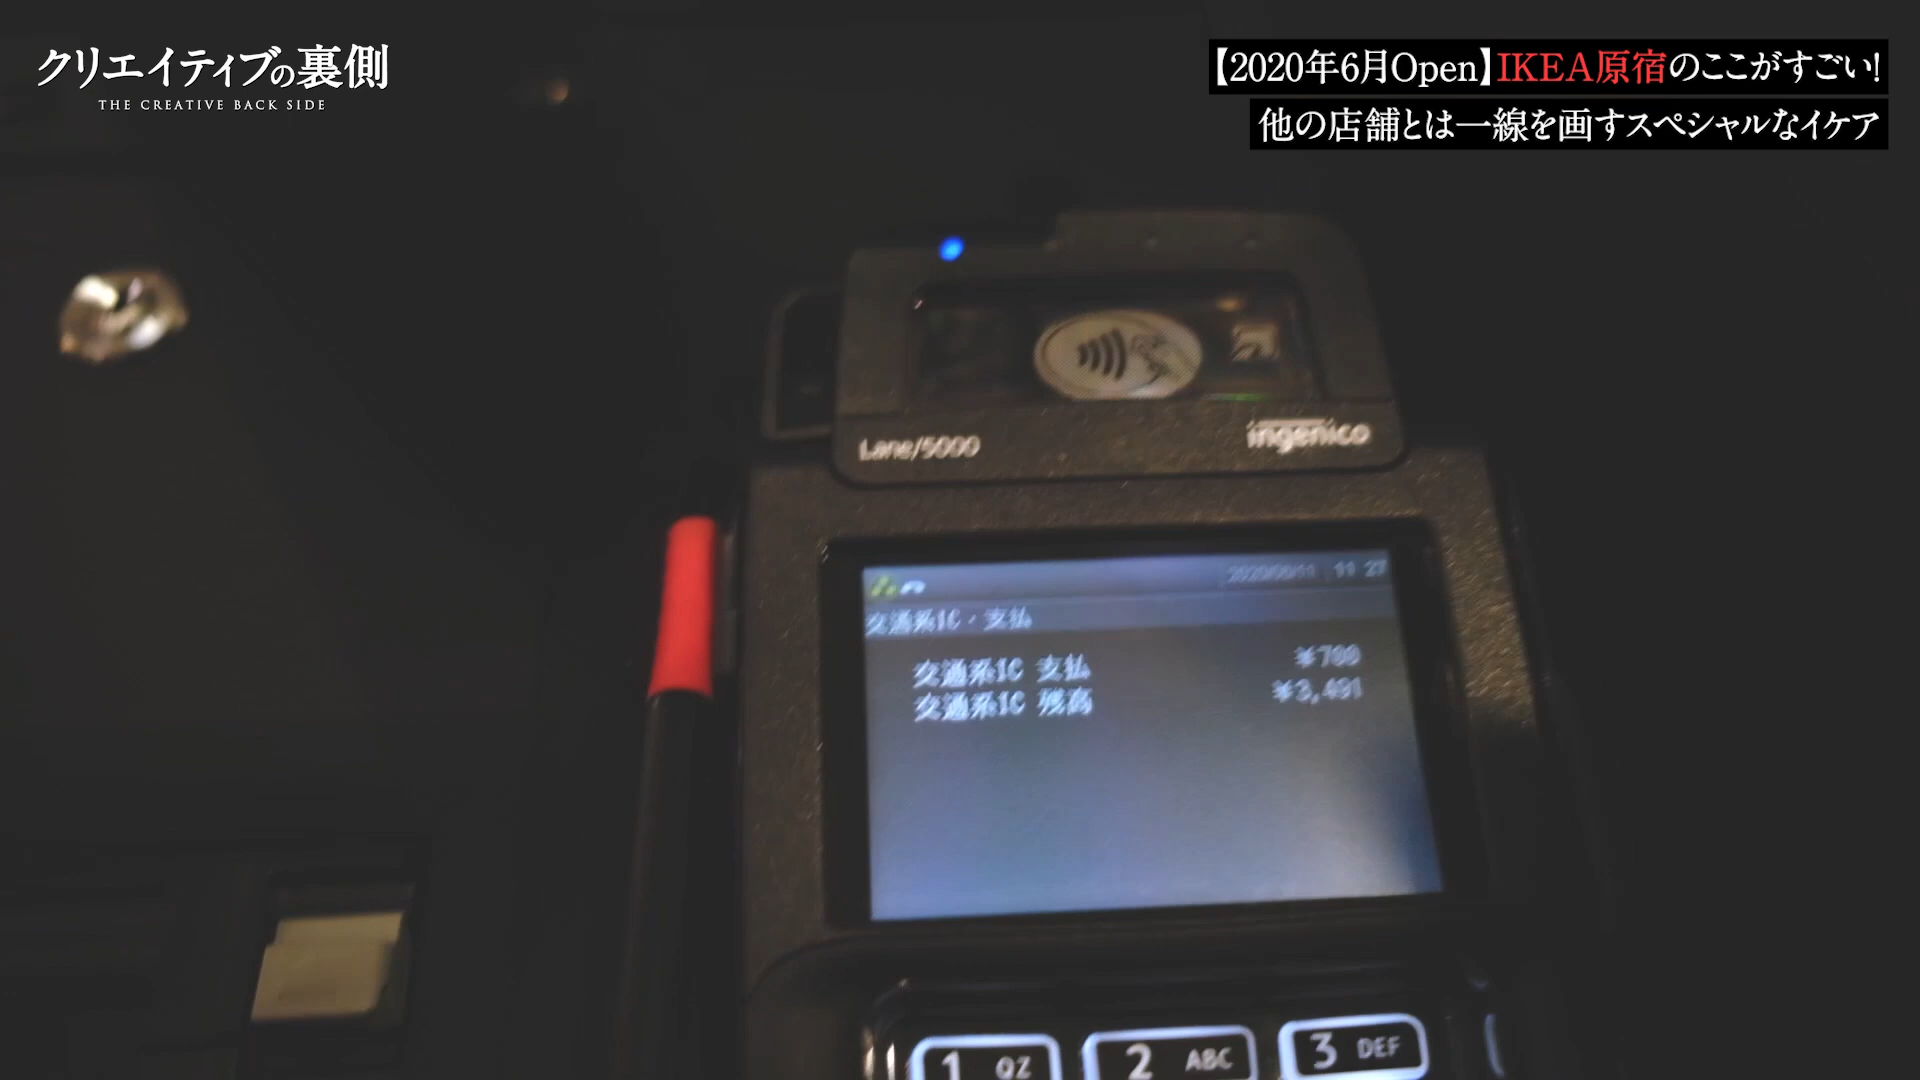 クリエイティブの裏側
THE CREATIVE BACK SIDE
【2020年6月Open】IKEA原宿のここがすごい!
他の店舗とは一線を画すスペシャルなイケア
Lane/5000
ingenico
11 27
交通系IC・支払
交通系IC 支払 ¥700
交通系IC 残高 ¥3,491
1 QZ
2 ABC
3 DEF